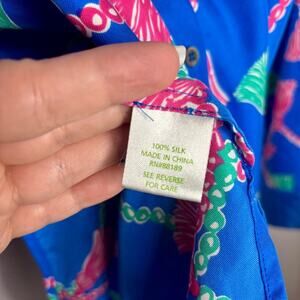 100% SILK
MADE IN CHINA
RN#88189
SEE REVERSE
FOR CARE